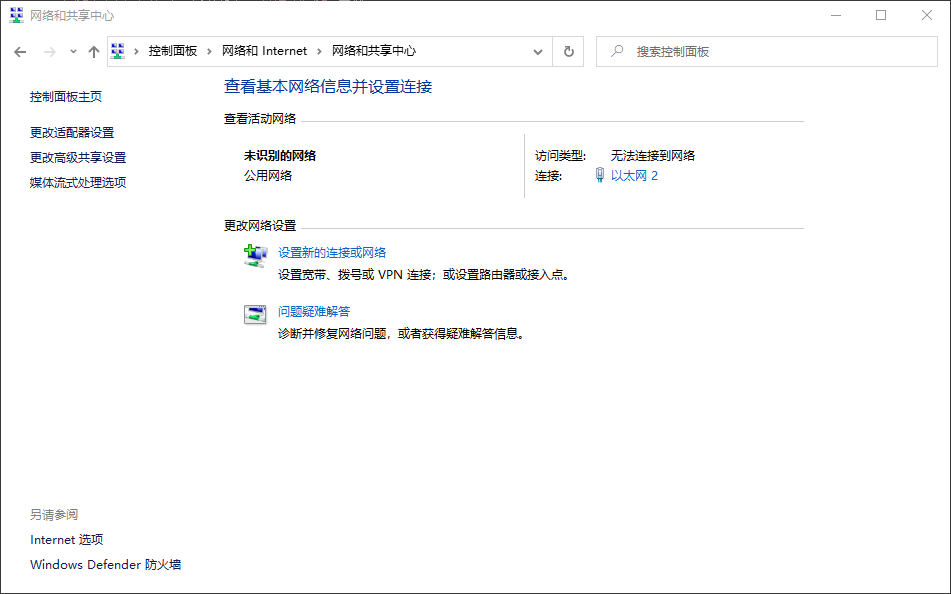 网络和共享中心
控制面板 › 网络和 Internet › 网络和共享中心
搜索控制面板
控制面板主页
更改适配器设置
更改高级共享设置
媒体流式处理选项
查看基本网络信息并设置连接
查看活动网络
未识别的网络
公用网络
访问类型: 无法连接到网络
连接: 以太网 2
更改网络设置
设置新的连接或网络
设置宽带、拨号或 VPN 连接；或设置路由器或接入点。
问题疑难解答
诊断并修复网络问题，或者获得疑难解答信息。
另请参阅
Internet 选项
Windows Defender 防火墙